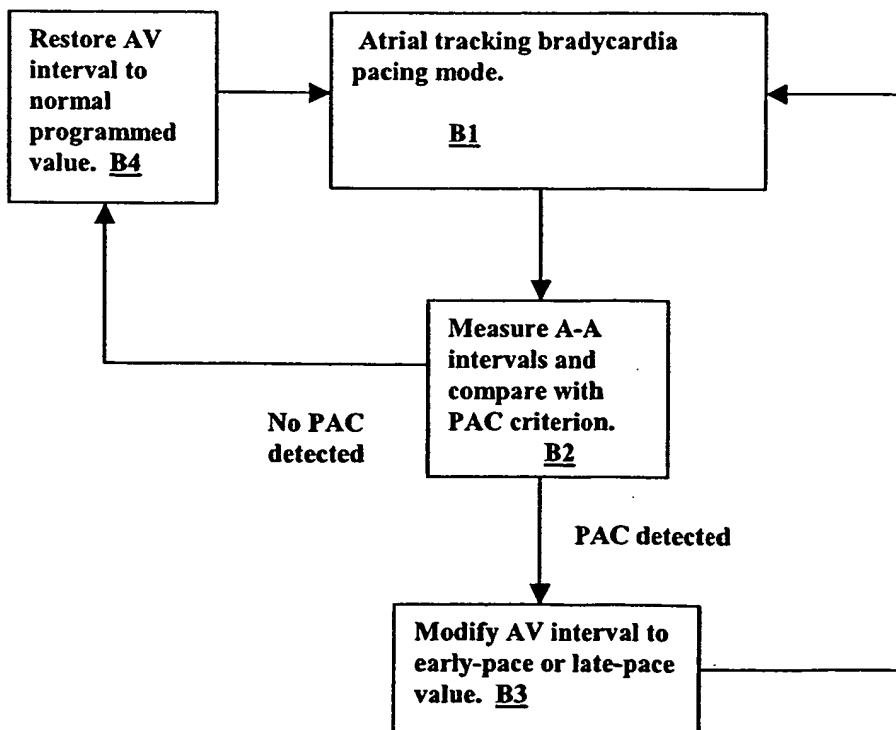 Restore AV
interval to
normal
programmed
value. B4
Atrial tracking bradycardia
pacing mode.
B1
Measure A-A
intervals and
compare with
PAC criterion.
B2
No PAC
detected
PAC detected
Modify AV interval to
early-pace or late-pace
value. B3